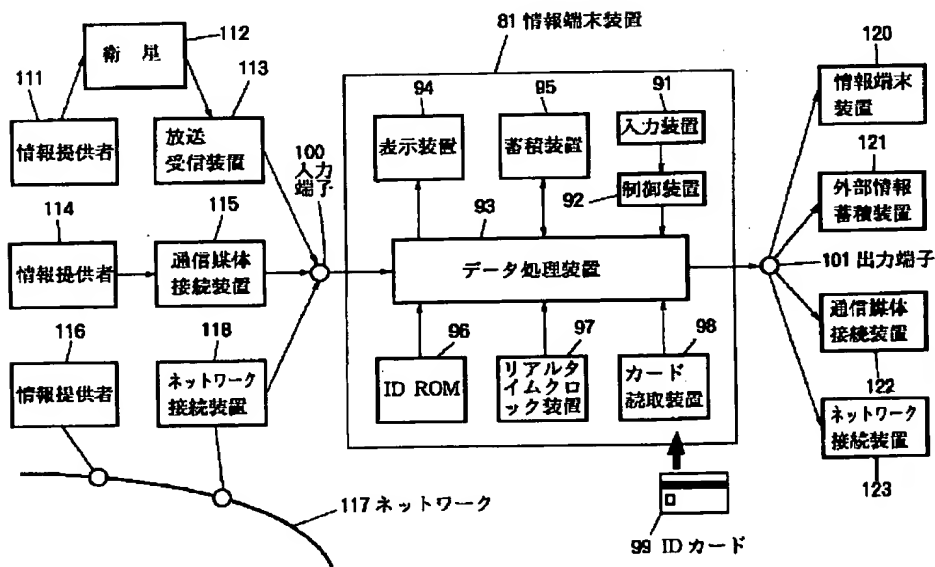 81 情報端末装置
112
衛 星
111
情報提供者
113
放送
受信装置
100
入力
端子
114
情報提供者
115
通信媒体
接続装置
116
情報提供者
118
ネットワーク
接続装置
117 ネットワーク
94
表示装置
95
蓄積装置
91
入力装置
92
制御装置
93
データ処理装置
96
ID ROM
97
リアルタ
イムクロ
ック装置
98
カード
読取装置
99 ID カード
101 出力端子
120
情報端末
装置
121
外部情報
蓄積装置
通信媒体
接続装置
122
ネットワーク
接続装置
123